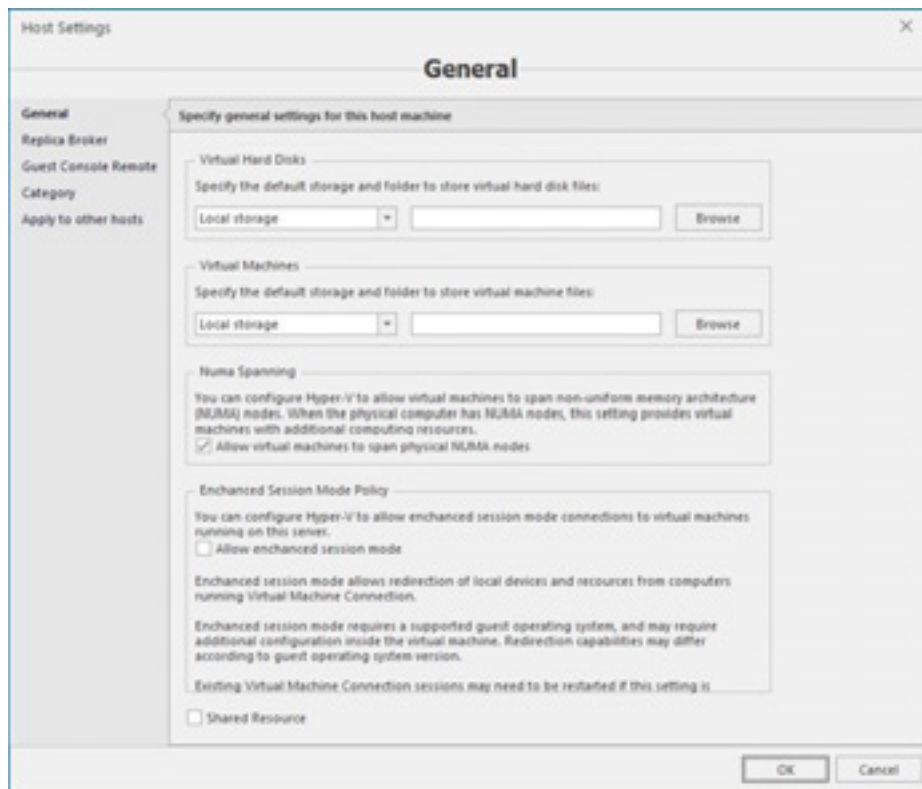 Host Settings
General
General
Replica Broker
Guest Console Remote
Category
Apply to other hosts
Specify general settings for this host machine
Virtual Hard Disks
Specify the default storage and folder to store virtual hard disk files:
Local storage
Browse
Virtual Machines
Specify the default storage and folder to store virtual machine files:
Local storage
Browse
Numa Spanning
You can configure Hyper-V to allow virtual machines to span non-uniform memory architecture
(NUMA) nodes. When the physical computer has NUMA nodes, this setting provides virtual
machines with additional computing resources.
Allow virtual machines to span physical NUMA nodes
Enchanced Session Mode Policy
You can configure Hyper-V to allow enchanced session mode connections to virtual machines
running on this server.
Allow enchanced session mode
Enchanced session mode allows redirection of local devices and recources from computers
running Virtual Machine Connection.
Enchanced session mode requires a supported guest operating system, and may require
additional configuration inside the virtual machine. Redirection capabilities may differ
according to guest operating system version.
Existing Virtual Machine Connection sessions may need to be restarted if this setting is
Shared Resource
OK
Cancel